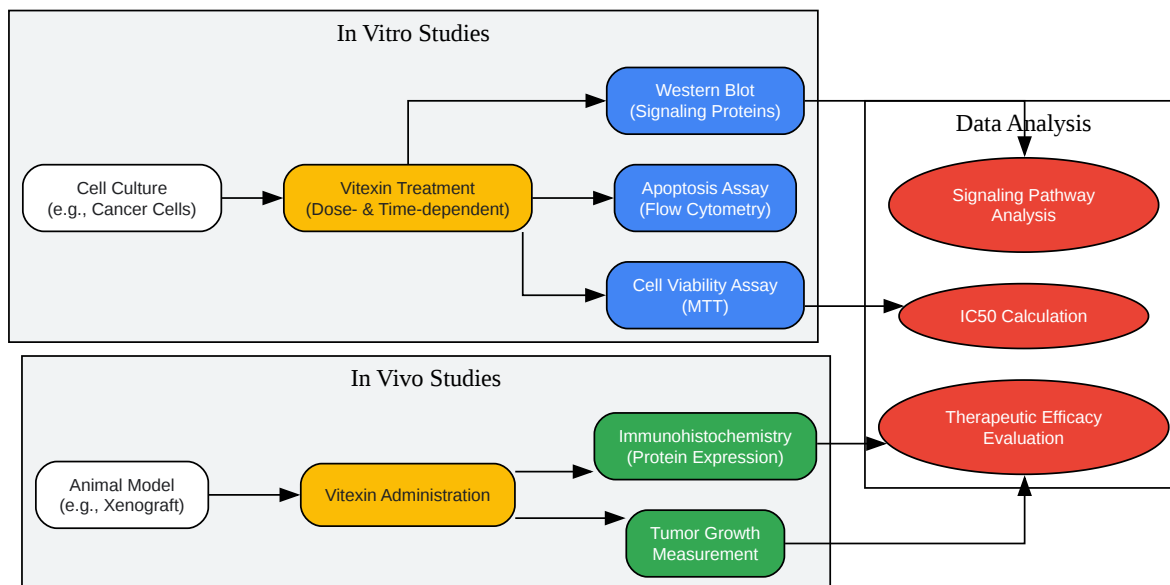 In Vitro Studies
Western Blot
(Signaling Proteins)
Cell Culture
(e.g., Cancer Cells)
Vitexin Treatment
(Dose- & Time-dependent)
Apoptosis Assay
(Flow Cytometry)
Cell Viability Assay
(MTT)
Data Analysis
Signaling Pathway
Analysis
IC50 Calculation
Therapeutic Efficacy
Evaluation
In Vivo Studies
Immunohistochemistry
(Protein Expression)
Animal Model
(e.g., Xenograft)
Vitexin Administration
Tumor Growth
Measurement